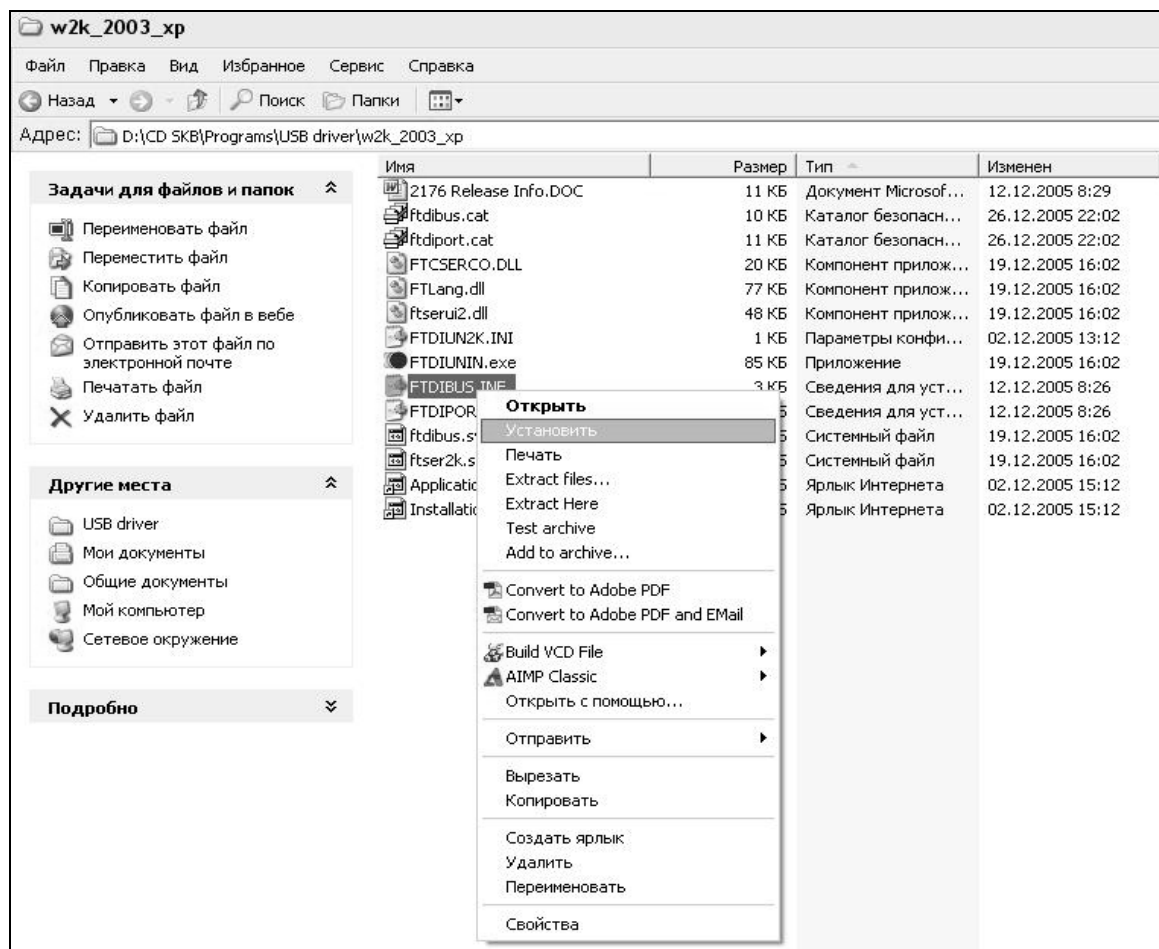 w2k_2003_xp
Файл Правка Вид Избранное Сервис Справка
Назад Поиск Папки
Адрес: D:\CD SKB\Programs\USB driver\w2k_2003_xp
Задачи для файлов и папок
Переименовать файл
Переместить файл
Копировать файл
Опубликовать файл в вебе
Отправить этот файл по
электронной почте
Печатать файл
Удалить файл
Другие места
USB driver
Мои документы
Общие документы
Мой компьютер
Сетевое окружение
Подробно
Имя Размер Тип Изменен
2176 Release Info.DOC 11 КБ Документ Microsof... 12.12.2005 8:29
ftdibus.cat 10 КБ Каталог безопасн... 26.12.2005 22:02
ftdiport.cat 11 КБ Каталог безопасн... 26.12.2005 22:02
FTCSERCO.DLL 20 КБ Компонент прилож... 19.12.2005 16:02
FTLang.dll 77 КБ Компонент прилож... 19.12.2005 16:02
ftserui2.dll 48 КБ Компонент прилож... 19.12.2005 16:02
FTDIUN2K.INI 1 КБ Параметры конфи... 02.12.2005 13:12
FTDIUNIN.exe 85 КБ Приложение 19.12.2005 16:02
FTDIBUS.INF 3 КБ Сведения для уст... 12.12.2005 8:26
FTDIPOR Сведения для уст... 12.12.2005 8:26
ftdibus.s Системный файл 19.12.2005 16:02
ftser2k.s Системный файл 19.12.2005 16:02
Applicatio Ярлык Интернета 02.12.2005 15:12
Installatio Ярлык Интернета 02.12.2005 15:12
Открыть
Установить
Печать
Extract files...
Extract Here
Test archive
Add to archive...
Convert to Adobe PDF
Convert to Adobe PDF and EMail
Build VCD File
AIMP Classic
Открыть с помощью...
Отправить
Вырезать
Копировать
Создать ярлык
Удалить
Переименовать
Свойства